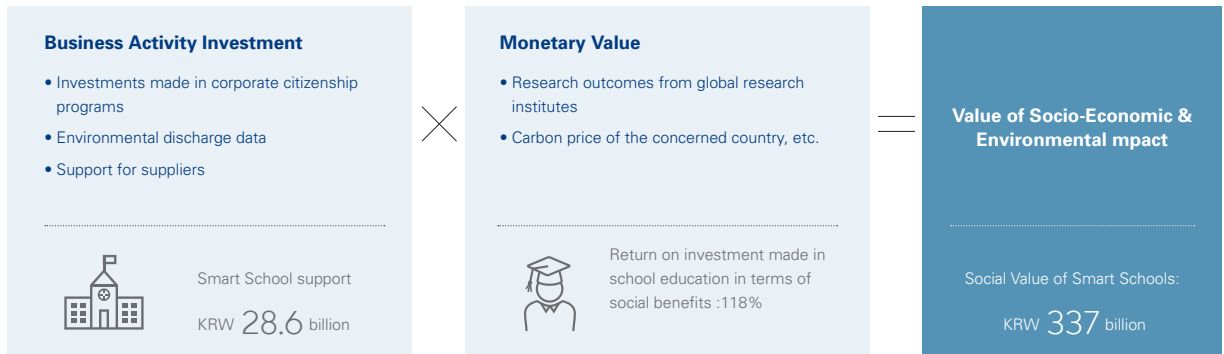 Business Activity Investment
• Investments made in corporate citizenship
programs
• Environmental discharge data
• Support for suppliers
Smart School support
KRW 28.6 billion
Monetary Value
• Research outcomes from global research
institutes
• Carbon price of the concerned country, etc.
Return on investment made in
school education in terms of
social benefits :118%
Value of Socio-Economic &
Environmental mpact
Social Value of Smart Schools:
KRW 337 billion